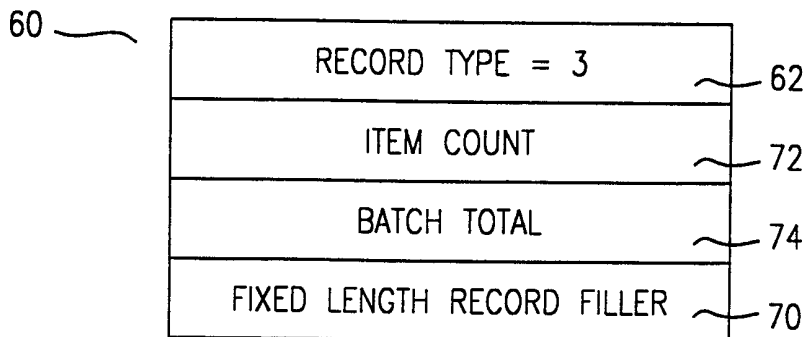 60
RECORD TYPE = 3
62
ITEM COUNT
72
BATCH TOTAL
74
FIXED LENGTH RECORD FILLER
70